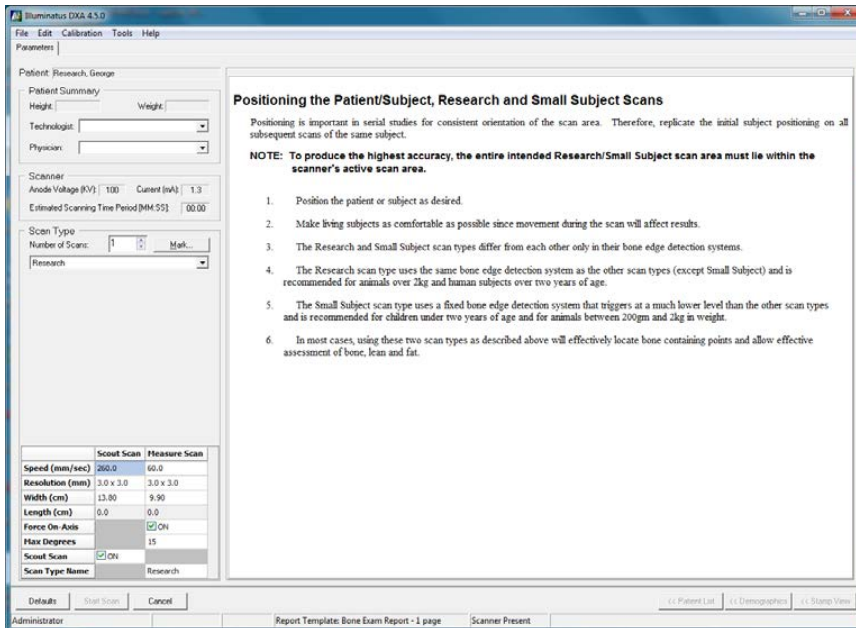 Illuminatus DXA 4.5.0
File Edit Calibration Tools Help
Parameters
Patient Research, George
Patient Summary
Height: Weight:
Technologist:
Physician:
Scanner
Anode Voltage (KV): 100 Current (mA): 1.3
Estimated Scanning Time Period [MM:SS]: 00:00
Scan Type
Number of Scans: 1 Mark...
Research
Scout Scan Measure Scan
Speed (mm/sec) 260.0 60.0
Resolution (mm) 3.0 x 3.0 3.0 x 3.0
Width (cm) 13.80 9.90
Length (cm) 0.0 0.0
Force On-Axis ON
Max Degrees 15
Scout Scan ON
Scan Type Name Research
Positioning the Patient/Subject, Research and Small Subject Scans
Positioning is important in serial studies for consistent orientation of the scan area. Therefore, replicate the initial subject positioning on all
subsequent scans of the same subject.
NOTE: To produce the highest accuracy, the entire intended Research/Small Subject scan area must lie within the
scanner's active scan area.
1. Position the patient or subject as desired.
2. Make living subjects as comfortable as possible since movement during the scan will affect results.
3. The Research and Small Subject scan types differ from each other only in their bone edge detection systems.
4. The Research scan type uses the same bone edge detection system as the other scan types (except Small Subject) and is
recommended for animals over 2kg and human subjects over two years of age.
5. The Small Subject scan type uses a fixed bone edge detection system that triggers at a much lower level than the other scan types
and is recommended for children under two years of age and for animals between 200gm and 2kg in weight.
6. In most cases, using these two scan types as described above will effectively locate bone containing points and allow effective
assessment of bone, lean and fat.
Defaults Start Scan Cancel << Patient List << Demographics << Stamp View
Administrator Report Template: Bone Exam Report - 1 page Scanner Present